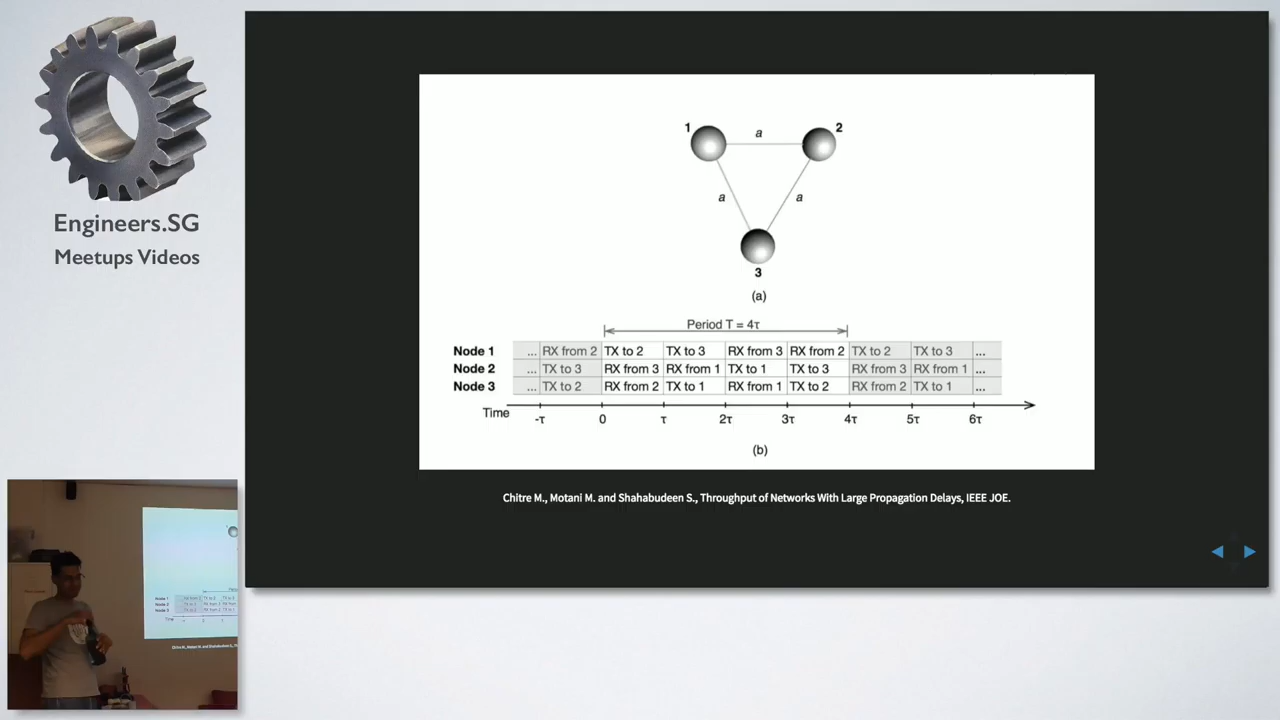 Engineers.SG
Meetups Videos
1
a
2
a
a
3
(a)
Period T = 4τ
Node 1 ... RX from 2 TX to 2 TX to 3 RX from 3 RX from 2 TX to 2 TX to 3 ...
Node 2 ... TX to 3 RX from 3 RX from 1 TX to 1 TX to 3 RX from 3 RX from 1 ...
Node 3 ... TX to 2 RX from 2 TX to 1 RX from 1 TX to 2 RX from 2 TX to 1 ...
Time
-τ 0 τ 2τ 3τ 4τ 5τ 6τ
(b)
Chitre M., Motani M. and Shahabudeen S., Throughput of Networks With Large Propagation Delays, IEEE JOE.